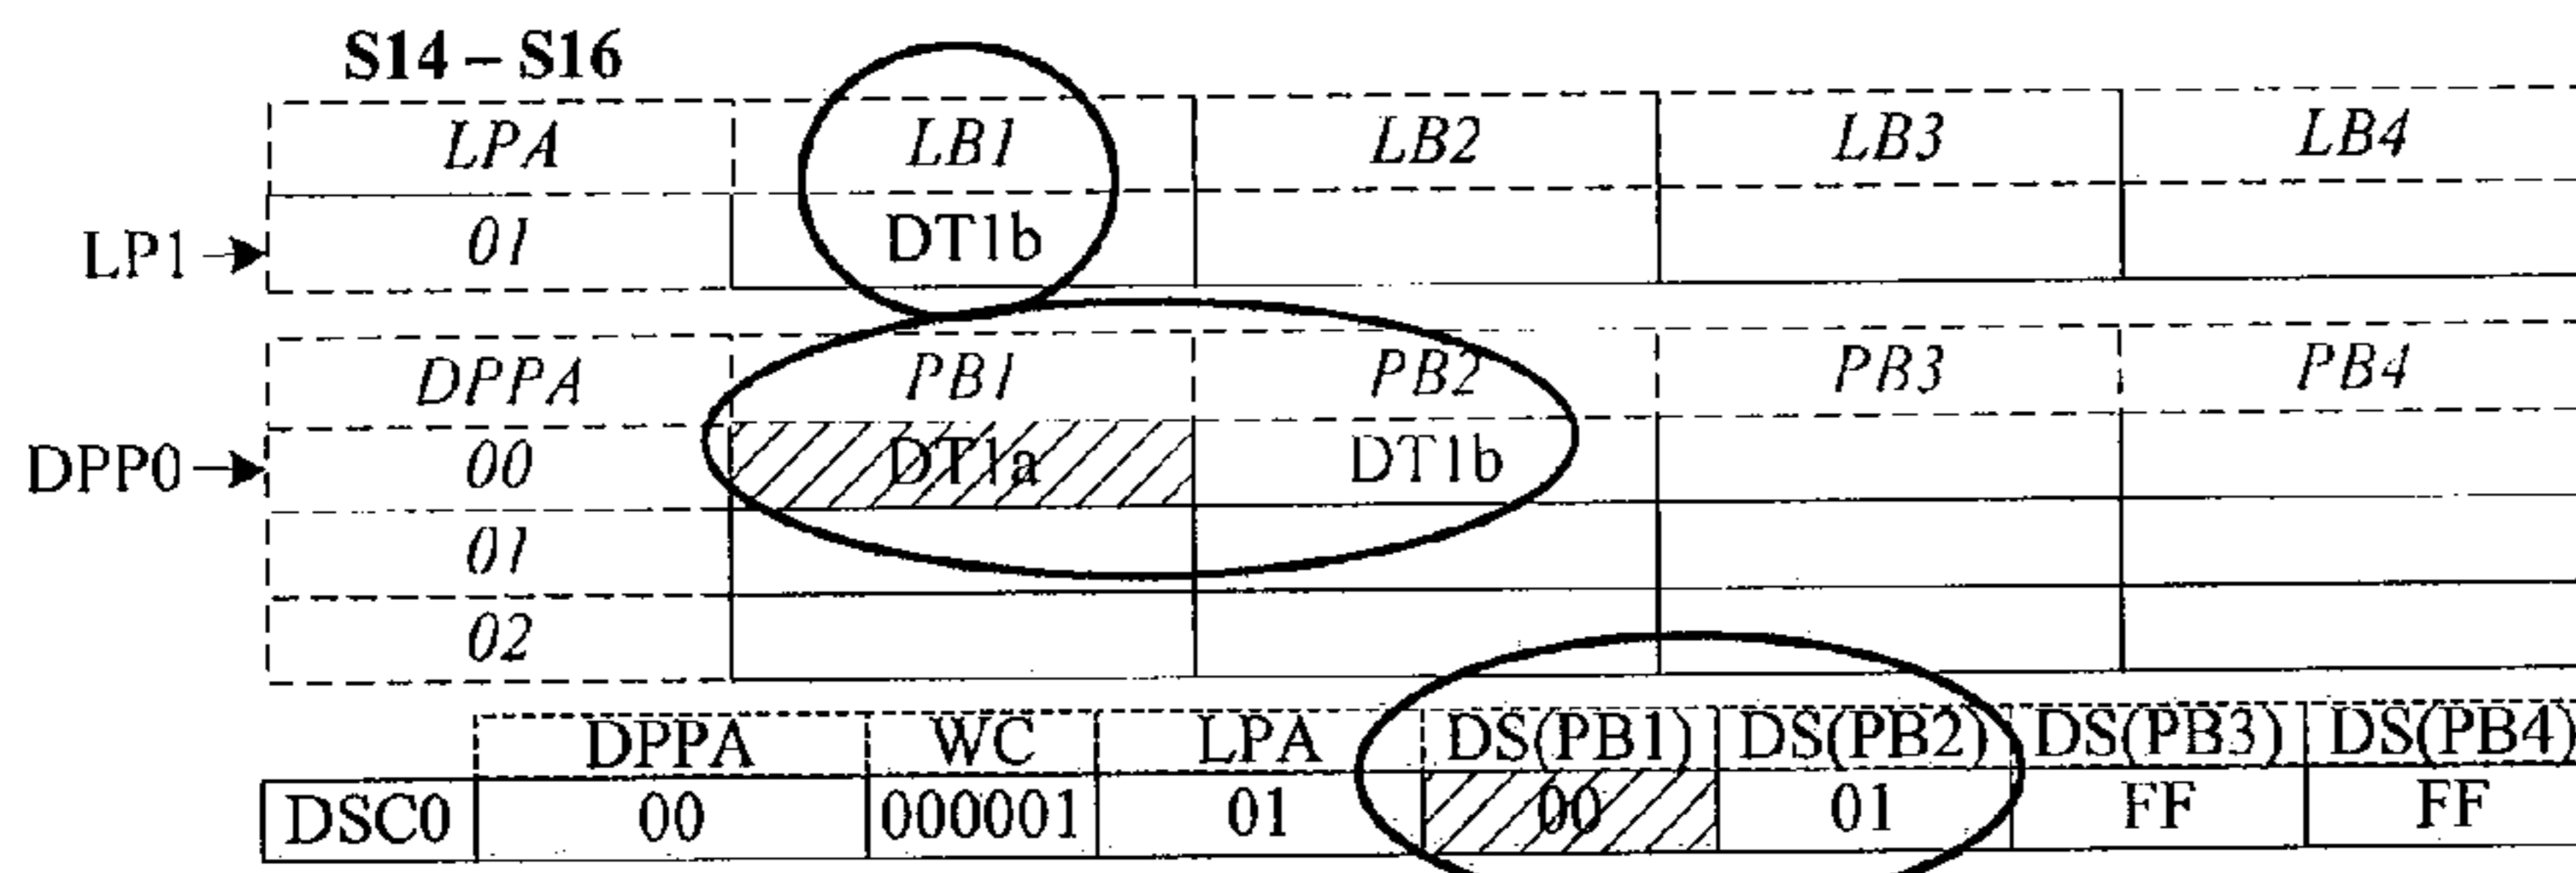 S14 – S16
LPA LB1 LB2 LB3 LB4
LP1 01 DT1b
DPPA PB1 PB2 PB3 PB4
DPP0 00 DT1a DT1b
01
02
DPPA WC LPA DS(PB1) DS(PB2) DS(PB3) DS(PB4)
DSC0 00 000001 01 00 01 FF FF